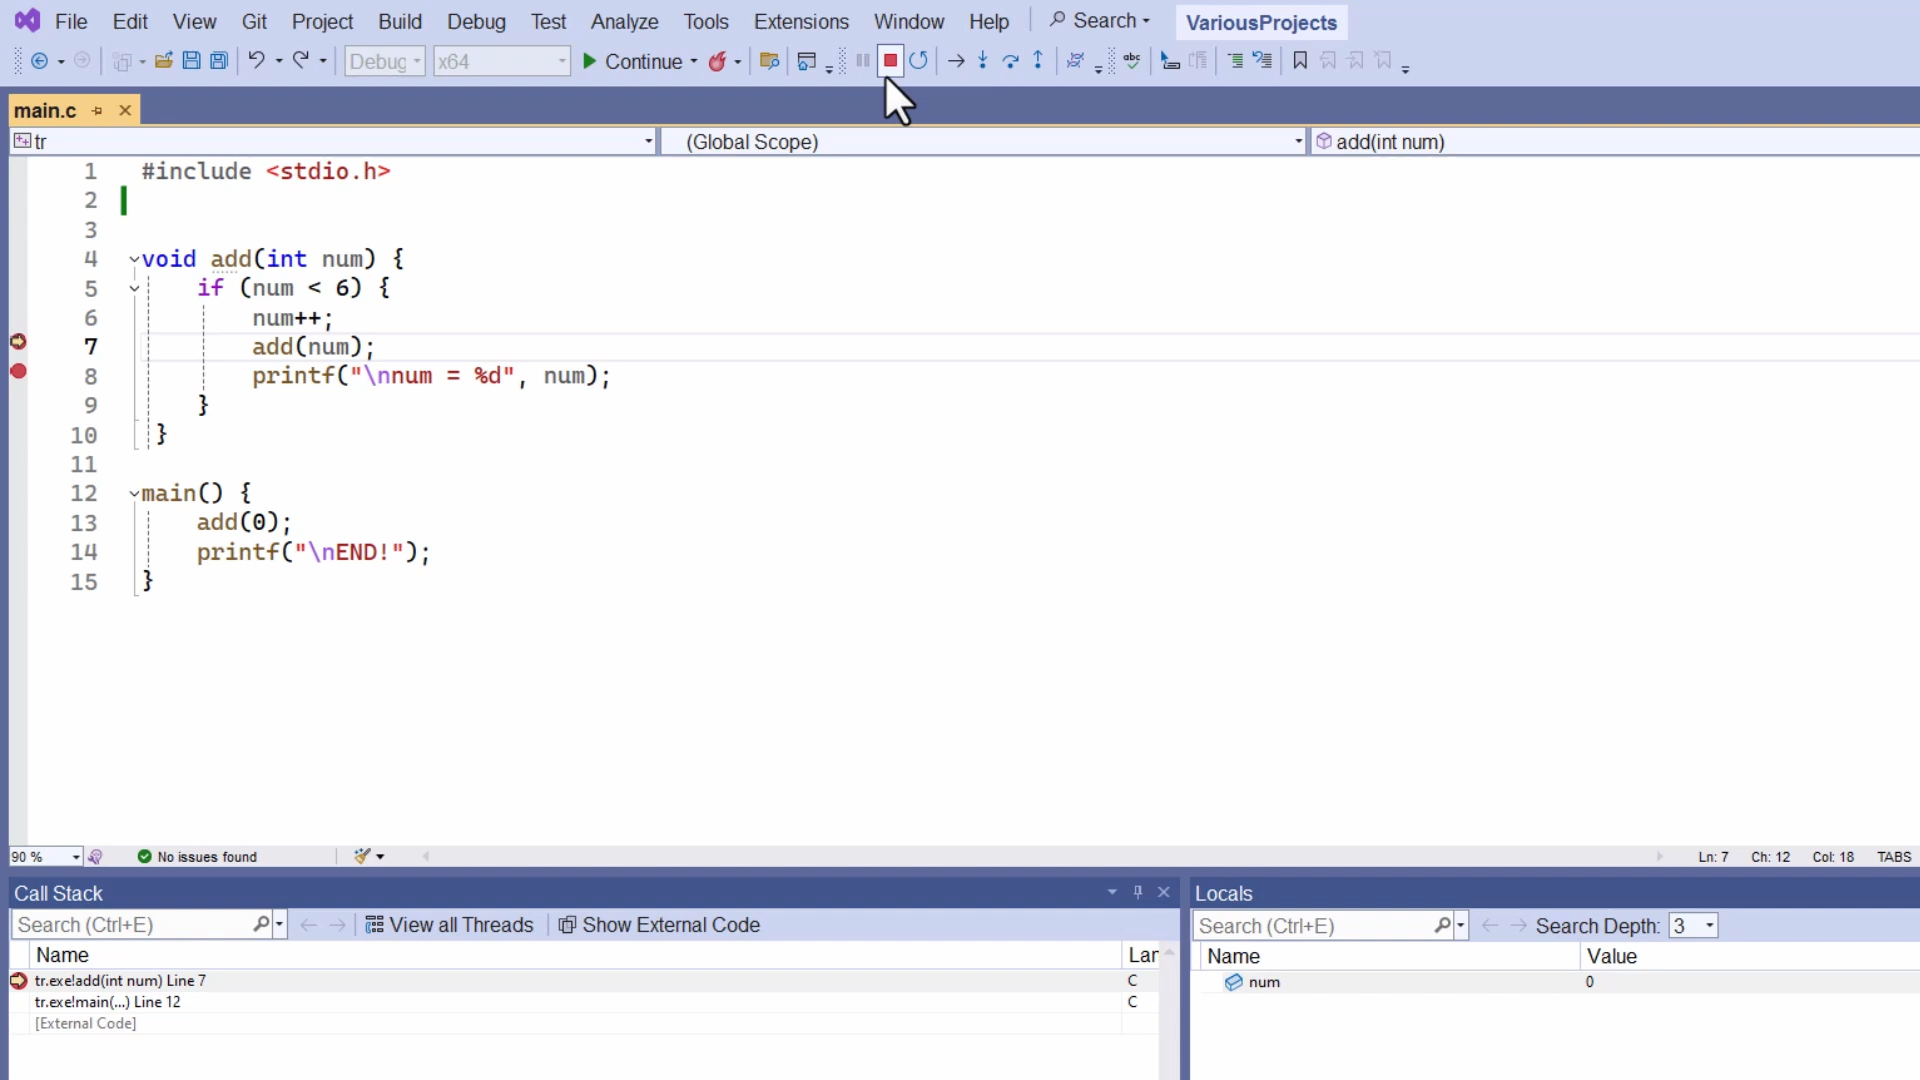 File Edit View Git Project Build Debug Test Analyze Tools Extensions Window Help Search VariousProjects
Debug x64 Continue abc
main.c
tr (Global Scope) add(int num)
1 #include <stdio.h>
2
3
4 void add(int num) {
5 if (num < 6) {
6 num++;
7 add(num);
8 printf("\nnum = %d", num);
9 }
10 }
11
12 main() {
13 add(0);
14 printf("\nEND!");
15 }
90 % No issues found Ln: 7 Ch: 12 Col: 18 TABS
Call Stack
Search (Ctrl+E) View all Threads Show External Code
Name Lar
tr.exe!add(int num) Line 7 C
tr.exe!main(...) Line 12 C
[External Code]
Locals
Search (Ctrl+E) Search Depth: 3
Name Value
num 0